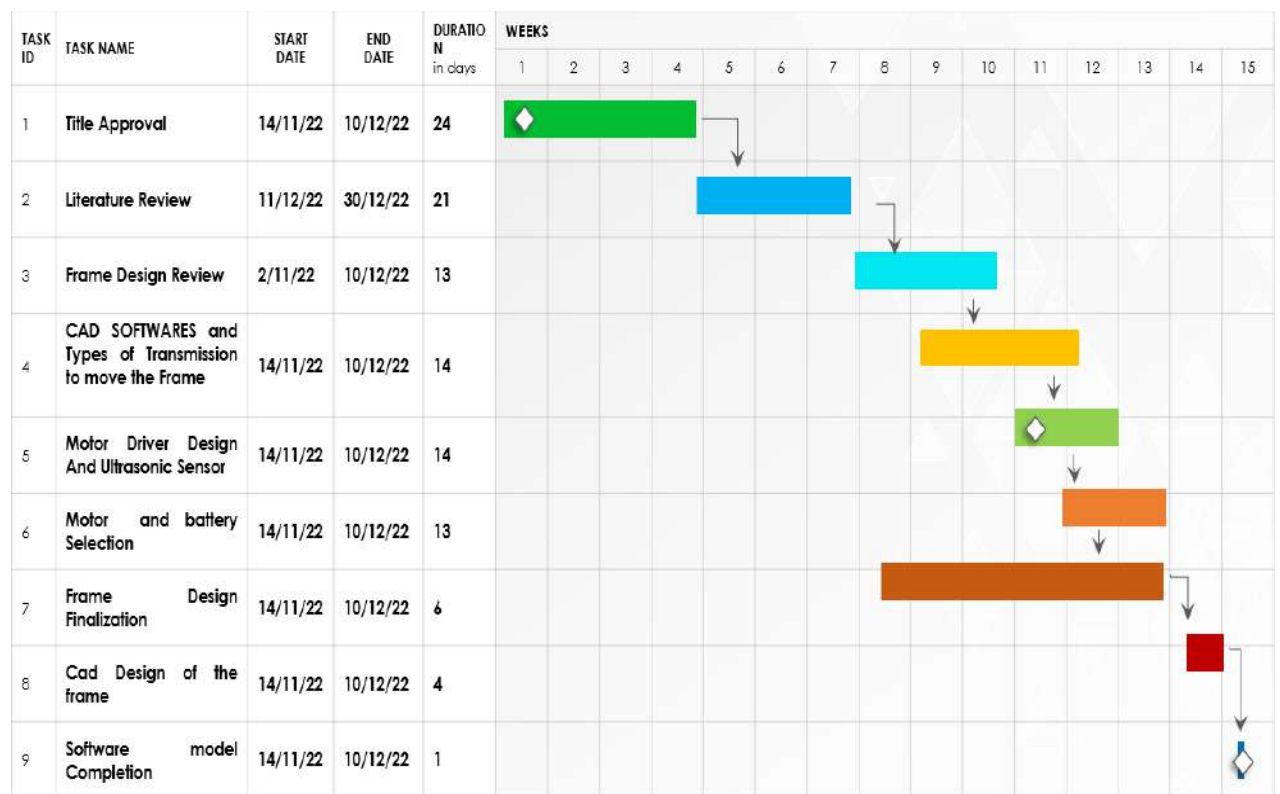 TASK ID TASK NAME START DATE END DATE DURATIO N in days WEEKS
1 2 3 4 5 6 7 8 9 10 11 12 13 14 15
1 Title Approval 14/11/22 10/12/22 24
2 Literature Review 11/12/22 30/12/22 21
3 Frame Design Review 2/11/22 10/12/22 13
CAD SOFTWARES and
Types of Transmission
4 to move the Frame 14/11/22 10/12/22 14
Motor Driver Design
5 And Ultrasonic Sensor 14/11/22 10/12/22 14
Motor and battery
6 Selection 14/11/22 10/12/22 13
Frame Design
7 Finalization 14/11/22 10/12/22 6
Cad Design of the
8 frame 14/11/22 10/12/22 4
Software model
9 Completion 14/11/22 10/12/22 1